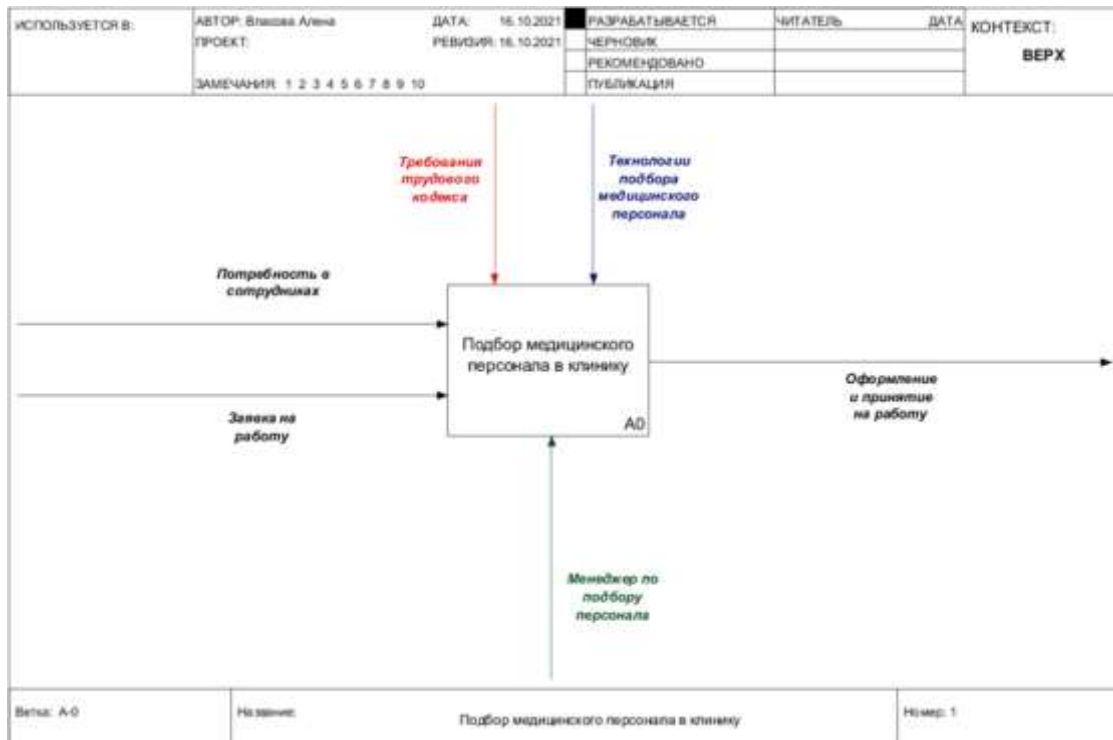 ИСПОЛЬЗУЕТСЯ В:
АВТОР: Власова Алена
ДАТА: 16.10.2021
ПРОЕКТ:
РЕВИЗИЯ: 16.10.2021
ЗАМЕЧАНИЯ: 1 2 3 4 5 6 7 8 9 10
РАЗРАБАТЫВАЕТСЯ
ЧЕРНОВИК
РЕКОМЕНДОВАНО
ПУБЛИКАЦИЯ
ЧИТАТЕЛЬ
ДАТА
КОНТЕКСТ:
ВЕРХ
Требования
трудового
кодекса
Технологии
подбора
медицинского
персонала
Потребность в
сотрудниках
Подбор медицинского
персонала в клинику
A0
Заявка на
работу
Оформление
и принятие
на работу
Менеджер по
подбору
персонала
Ветка: A-0
Название:
Подбор медицинского персонала в клинику
Номер: 1